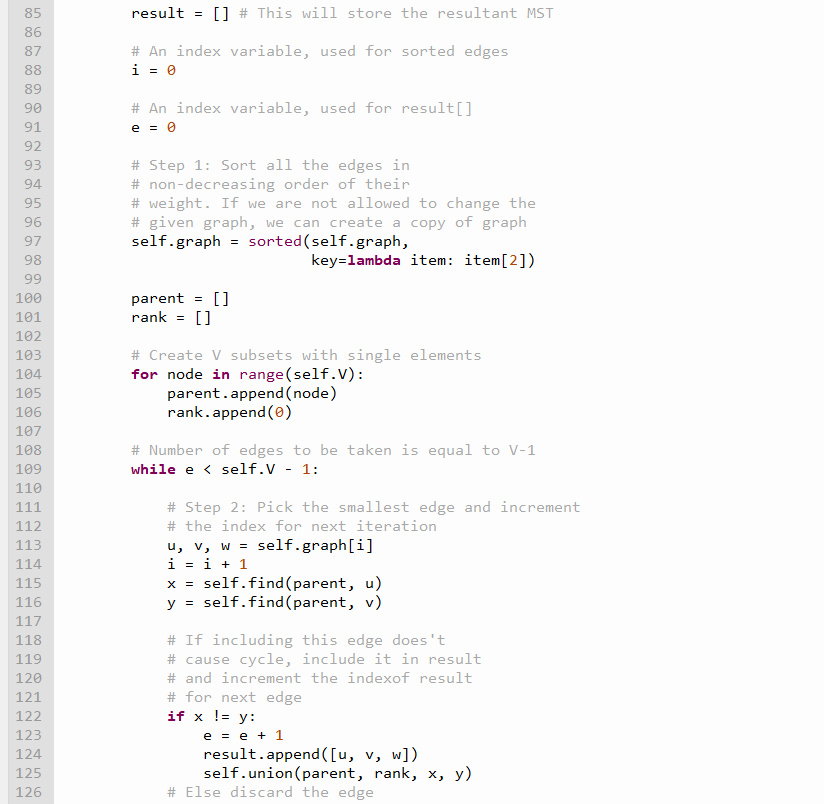 85 result = [] # This will store the resultant MST
86
87 # An index variable, used for sorted edges
88 i = 0
89
90 # An index variable, used for result[]
91 e = 0
92
93 # Step 1: Sort all the edges in
94 # non-decreasing order of their
95 # weight. If we are not allowed to change the
96 # given graph, we can create a copy of graph
97 self.graph = sorted(self.graph,
98 key=lambda item: item[2])
99
100 parent = []
101 rank = []
102
103 # Create V subsets with single elements
104 for node in range(self.V):
105 parent.append(node)
106 rank.append(0)
107
108 # Number of edges to be taken is equal to V-1
109 while e < self.V - 1:
110
111 # Step 2: Pick the smallest edge and increment
112 # the index for next iteration
113 u, v, w = self.graph[i]
114 i = i + 1
115 x = self.find(parent, u)
116 y = self.find(parent, v)
117
118 # If including this edge does't
119 # cause cycle, include it in result
120 # and increment the indexof result
121 # for next edge
122 if x != y:
123 e = e + 1
124 result.append([u, v, w])
125 self.union(parent, rank, x, y)
126 # Else discard the edge